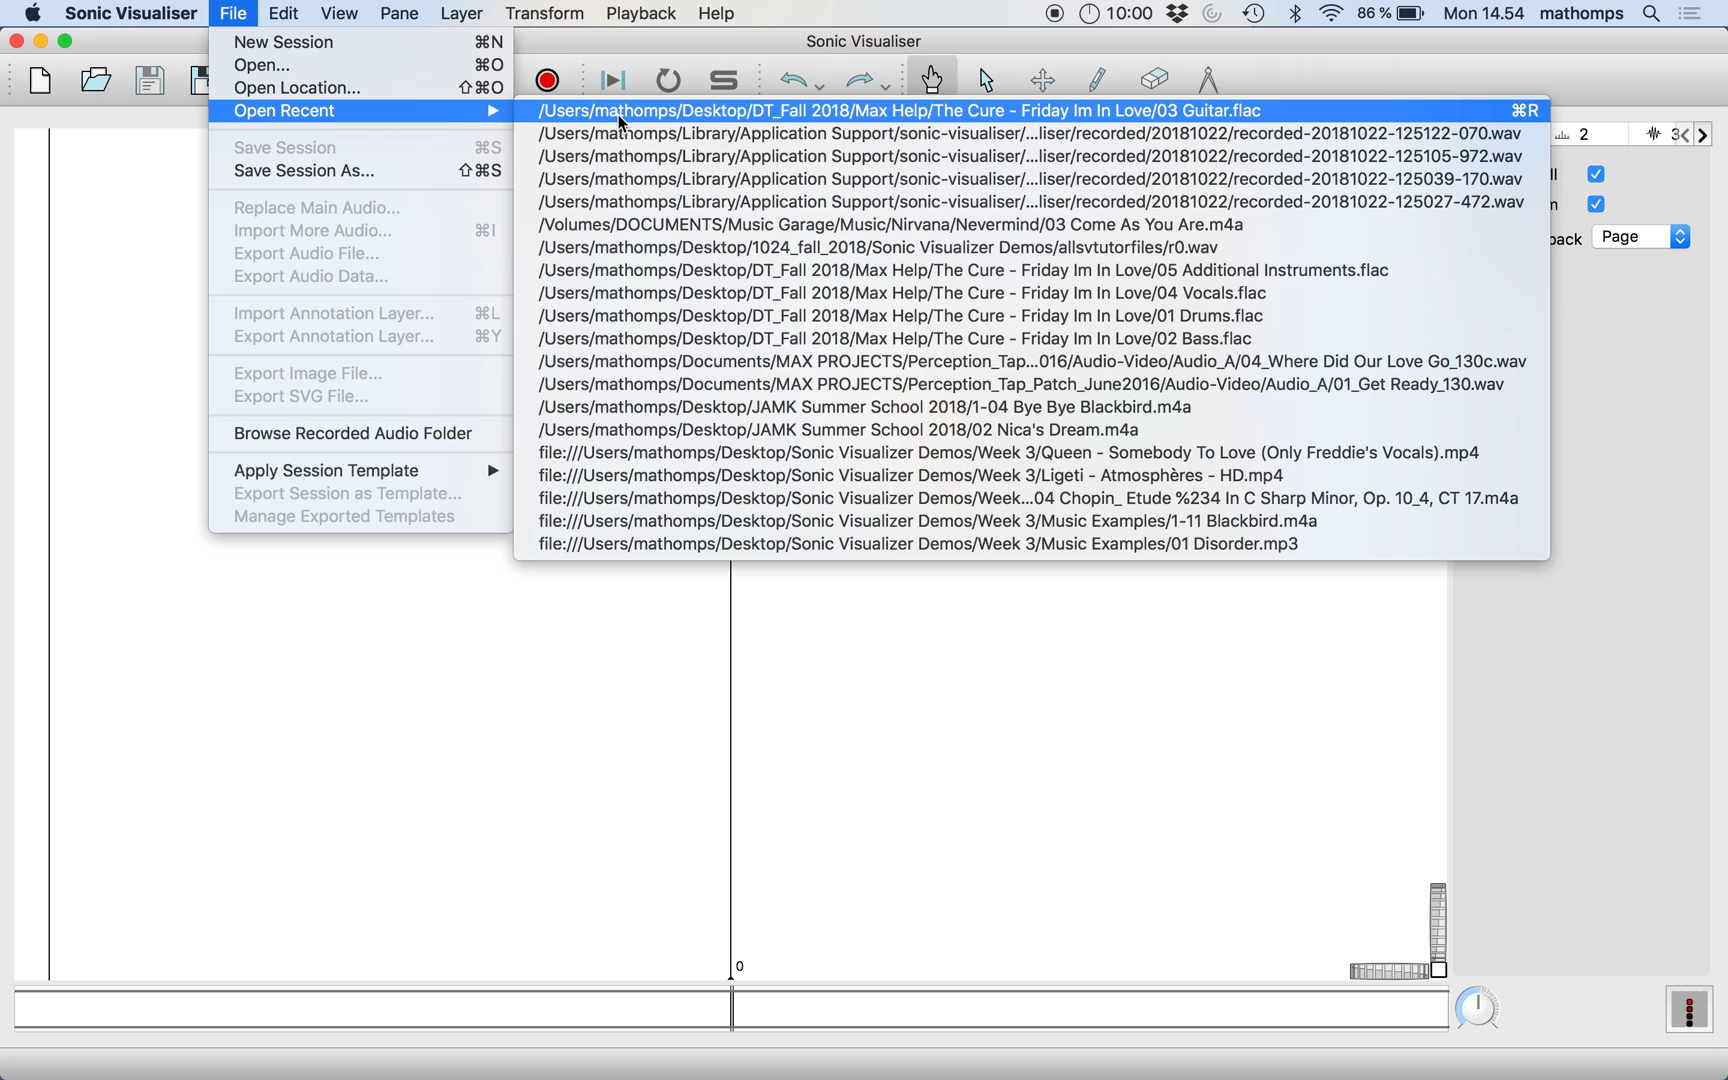 Sonic Visualiser File Edit View Pane Layer Transform Playback Help 10:00 86 % Mon 14.54 mathomps
Sonic Visualiser
New Session ⌘N
Open... ⌘O
Open Location... ⇧⌘O
Open Recent ▶
Save Session ⌘S
Save Session As... ⇧⌘S
Replace Main Audio...
Import More Audio... ⌘I
Export Audio File...
Export Audio Data...
Import Annotation Layer... ⌘L
Export Annotation Layer... ⌘Y
Export Image File...
Export SVG File...
Browse Recorded Audio Folder
Apply Session Template ▶
Export Session as Template...
Manage Exported Templates
/Users/mathomps/Desktop/DT_Fall 2018/Max Help/The Cure - Friday Im In Love/03 Guitar.flac ⌘R
/Users/mathomps/Library/Application Support/sonic-visualiser/...liser/recorded/20181022/recorded-20181022-125122-070.wav
/Users/mathomps/Library/Application Support/sonic-visualiser/...liser/recorded/20181022/recorded-20181022-125105-972.wav
/Users/mathomps/Library/Application Support/sonic-visualiser/...liser/recorded/20181022/recorded-20181022-125039-170.wav
/Users/mathomps/Library/Application Support/sonic-visualiser/...liser/recorded/20181022/recorded-20181022-125027-472.wav
/Volumes/DOCUMENTS/Music Garage/Music/Nirvana/Nevermind/03 Come As You Are.m4a
/Users/mathomps/Desktop/1024_fall_2018/Sonic Visualizer Demos/allsvtutorfiles/r0.wav
/Users/mathomps/Desktop/DT_Fall 2018/Max Help/The Cure - Friday Im In Love/05 Additional Instruments.flac
/Users/mathomps/Desktop/DT_Fall 2018/Max Help/The Cure - Friday Im In Love/04 Vocals.flac
/Users/mathomps/Desktop/DT_Fall 2018/Max Help/The Cure - Friday Im In Love/01 Drums.flac
/Users/mathomps/Desktop/DT_Fall 2018/Max Help/The Cure - Friday Im In Love/02 Bass.flac
/Users/mathomps/Documents/MAX PROJECTS/Perception_Tap...016/Audio-Video/Audio_A/04_Where Did Our Love Go_130c.wav
/Users/mathomps/Documents/MAX PROJECTS/Perception_Tap_Patch_June2016/Audio-Video/Audio_A/01_Get Ready_130.wav
/Users/mathomps/Desktop/JAMK Summer School 2018/1-04 Bye Bye Blackbird.m4a
/Users/mathomps/Desktop/JAMK Summer School 2018/02 Nica's Dream.m4a
file:///Users/mathomps/Desktop/Sonic Visualizer Demos/Week 3/Queen - Somebody To Love (Only Freddie's Vocals).mp4
file:///Users/mathomps/Desktop/Sonic Visualizer Demos/Week 3/Ligeti - Atmosphères - HD.mp4
file:///Users/mathomps/Desktop/Sonic Visualizer Demos/Week...04 Chopin_ Etude %234 In C Sharp Minor, Op. 10_4, CT 17.m4a
file:///Users/mathomps/Desktop/Sonic Visualizer Demos/Week 3/Music Examples/1-11 Blackbird.m4a
file:///Users/mathomps/Desktop/Sonic Visualizer Demos/Week 3/Music Examples/01 Disorder.mp3
2
back Page
0